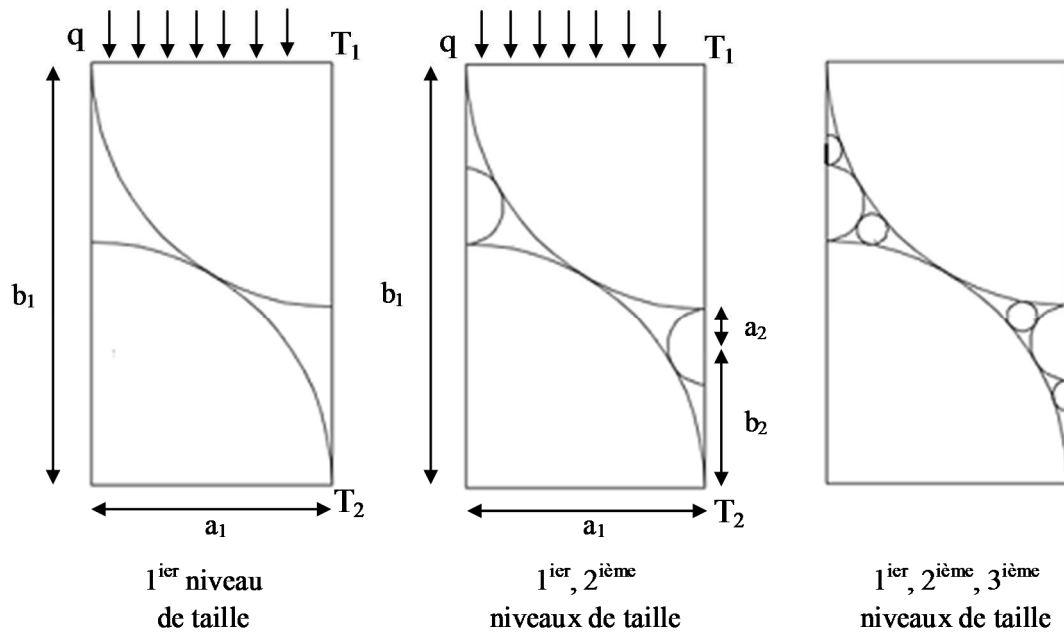 q
T₁
b₁
a₁
T₂
1ⁱᵉʳ niveau
de taille
q
T₁
b₁
a₂
b₂
a₁
T₂
1ⁱᵉʳ, 2ⁱᵉ̀ᵐᵉ
niveaux de taille
1ⁱᵉʳ, 2ⁱᵉ̀ᵐᵉ, 3ⁱᵉ̀ᵐᵉ
niveaux de taille